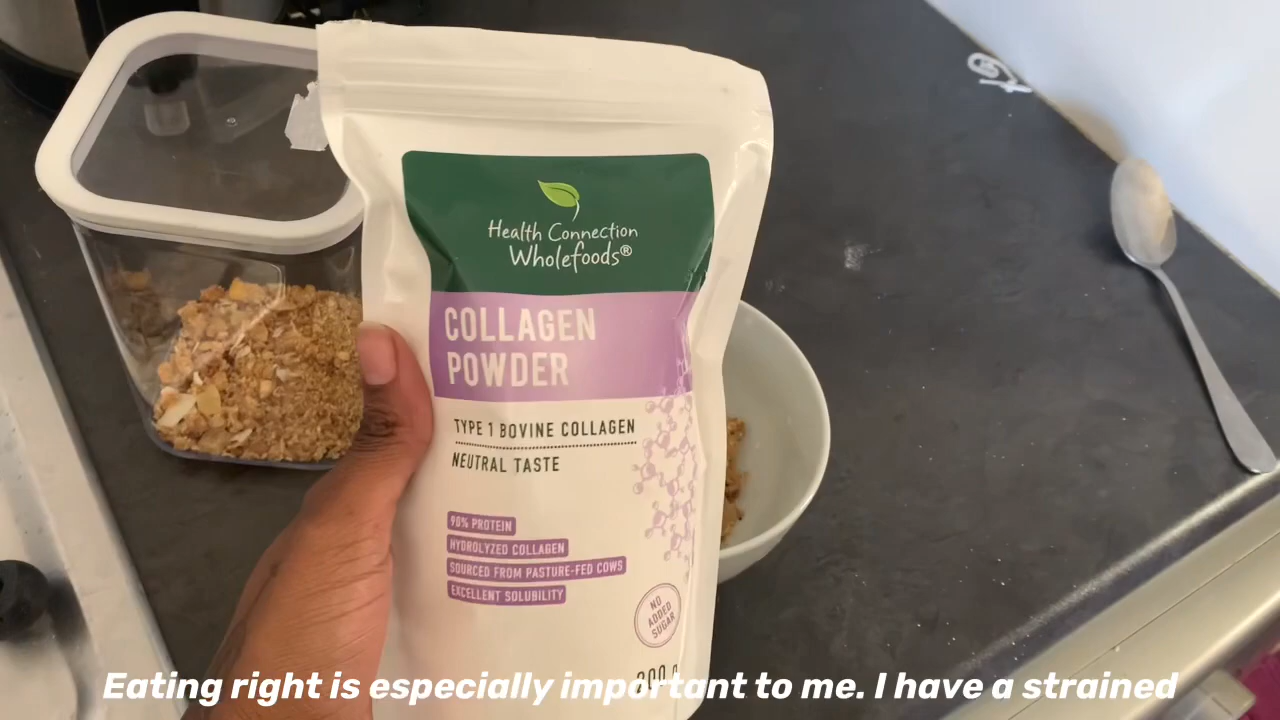 Health Connection
Wholefoods®
COLLAGEN
POWDER
TYPE 1 BOVINE COLLAGEN
NEUTRAL TASTE
90% PROTEIN
HYDROLYZED COLLAGEN
SOURCED FROM PASTURE-FED COWS
EXCELLENT SOLUBILITY
NO
ADDED
SUGAR
Eating right is especially important to me. I have a strained